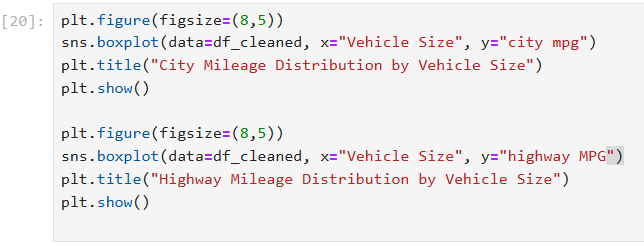 [20]:
plt.figure(figsize=(8,5))
sns.boxplot(data=df_cleaned, x="Vehicle Size", y="city mpg")
plt.title("City Mileage Distribution by Vehicle Size")
plt.show()

plt.figure(figsize=(8,5))
sns.boxplot(data=df_cleaned, x="Vehicle Size", y="highway MPG")
plt.title("Highway Mileage Distribution by Vehicle Size")
plt.show()